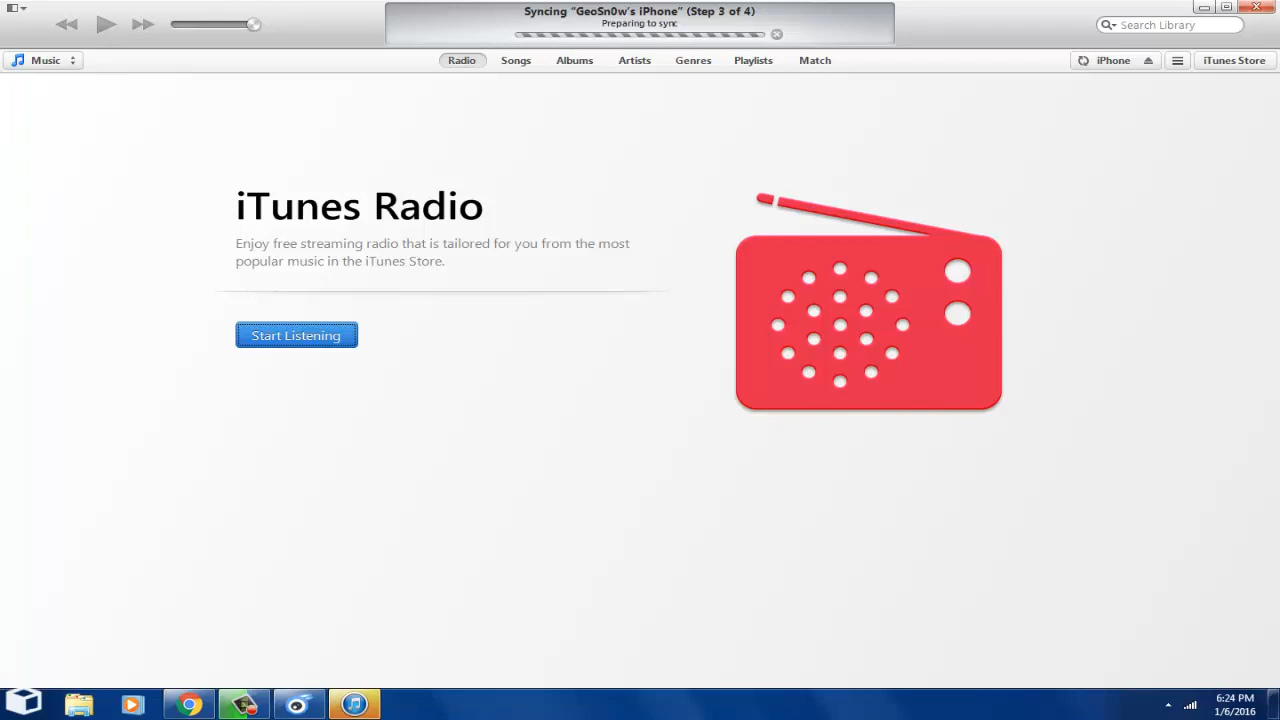 Syncing “GeoSn0w’s iPhone” (Step 3 of 4)
Preparing to sync
Search Library
Music
Radio
Songs
Albums
Artists
Genres
Playlists
Match
iPhone
iTunes Store
iTunes Radio
Enjoy free streaming radio that is tailored for you from the most
popular music in the iTunes Store.
Start Listening
6:24 PM
1/6/2016